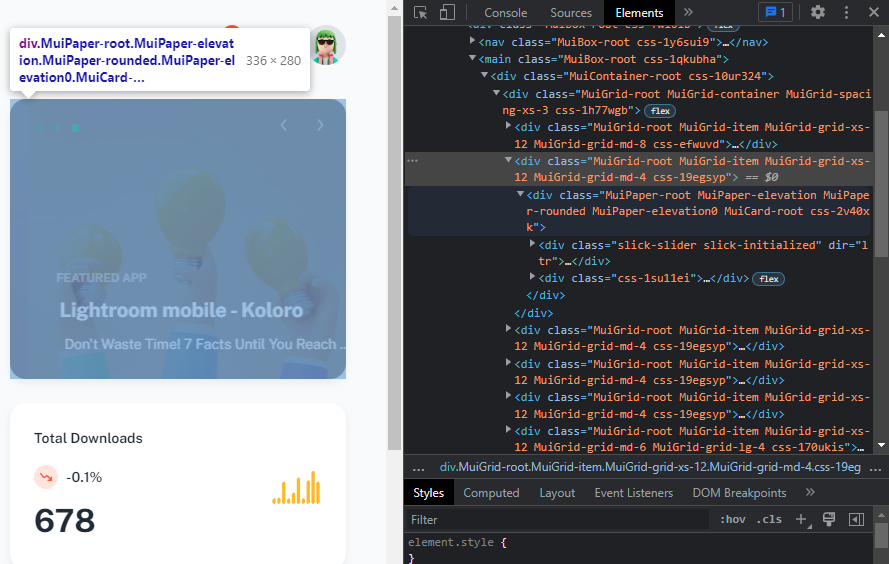 div.MuiPaper-root.MuiPaper-elevat
ion.MuiPaper-rounded.MuiPaper-el
evation0.MuiCard-...
336 × 280
FEATURED APP
Lightroom mobile - Koloro
Don't Waste Time! 7 Facts Until You Reach ...
Total Downloads
-0.1%
678
Console Sources Elements » 1
<nav class="MuiBox-root css-1y6sui9">…</nav>
<main class="MuiBox-root css-1qkubha">
<div class="MuiContainer-root css-10ur324">
<div class="MuiGrid-root MuiGrid-container MuiGrid-spaci
ng-xs-3 css-1h77wgb"> flex
<div class="MuiGrid-root MuiGrid-item MuiGrid-grid-xs-
12 MuiGrid-grid-md-8 css-efwuvd">…</div>
<div class="MuiGrid-root MuiGrid-item MuiGrid-grid-xs-
12 MuiGrid-grid-md-4 css-19egsyp"> == $0
<div class="MuiPaper-root MuiPaper-elevation MuiPape
r-rounded MuiPaper-elevation0 MuiCard-root css-2v40x
k">
<div class="slick-slider slick-initialized" dir="l
tr">…</div>
<div class="css-1su11ei">…</div> flex
</div>
</div>
<div class="MuiGrid-root MuiGrid-item MuiGrid-grid-xs-
12 MuiGrid-grid-md-4 css-19egsyp">…</div>
<div class="MuiGrid-root MuiGrid-item MuiGrid-grid-xs-
12 MuiGrid-grid-md-4 css-19egsyp">…</div>
<div class="MuiGrid-root MuiGrid-item MuiGrid-grid-xs-
12 MuiGrid-grid-md-4 css-19egsyp">…</div>
<div class="MuiGrid-root MuiGrid-item MuiGrid-grid-xs-
12 MuiGrid-grid-md-6 MuiGrid-grid-lg-4 css-170ukis">…
... div.MuiGrid-root.MuiGrid-item.MuiGrid-grid-xs-12.MuiGrid-grid-md-4.css-19eg ...
Styles Computed Layout Event Listeners DOM Breakpoints »
Filter :hov .cls +
element.style {
}